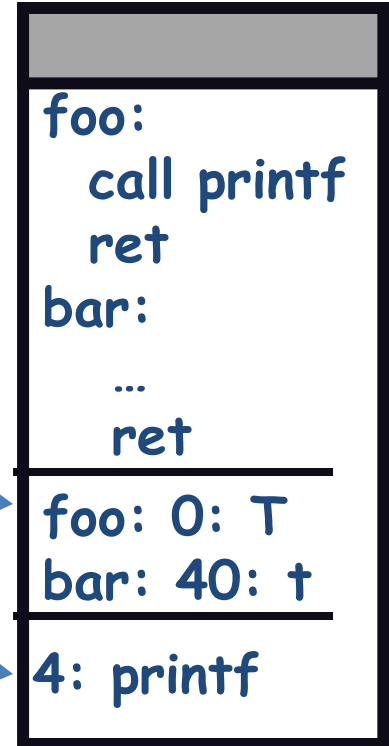 foo:
call printf
ret
bar:
...
ret
foo: 0: T
bar: 40: t
4: printf